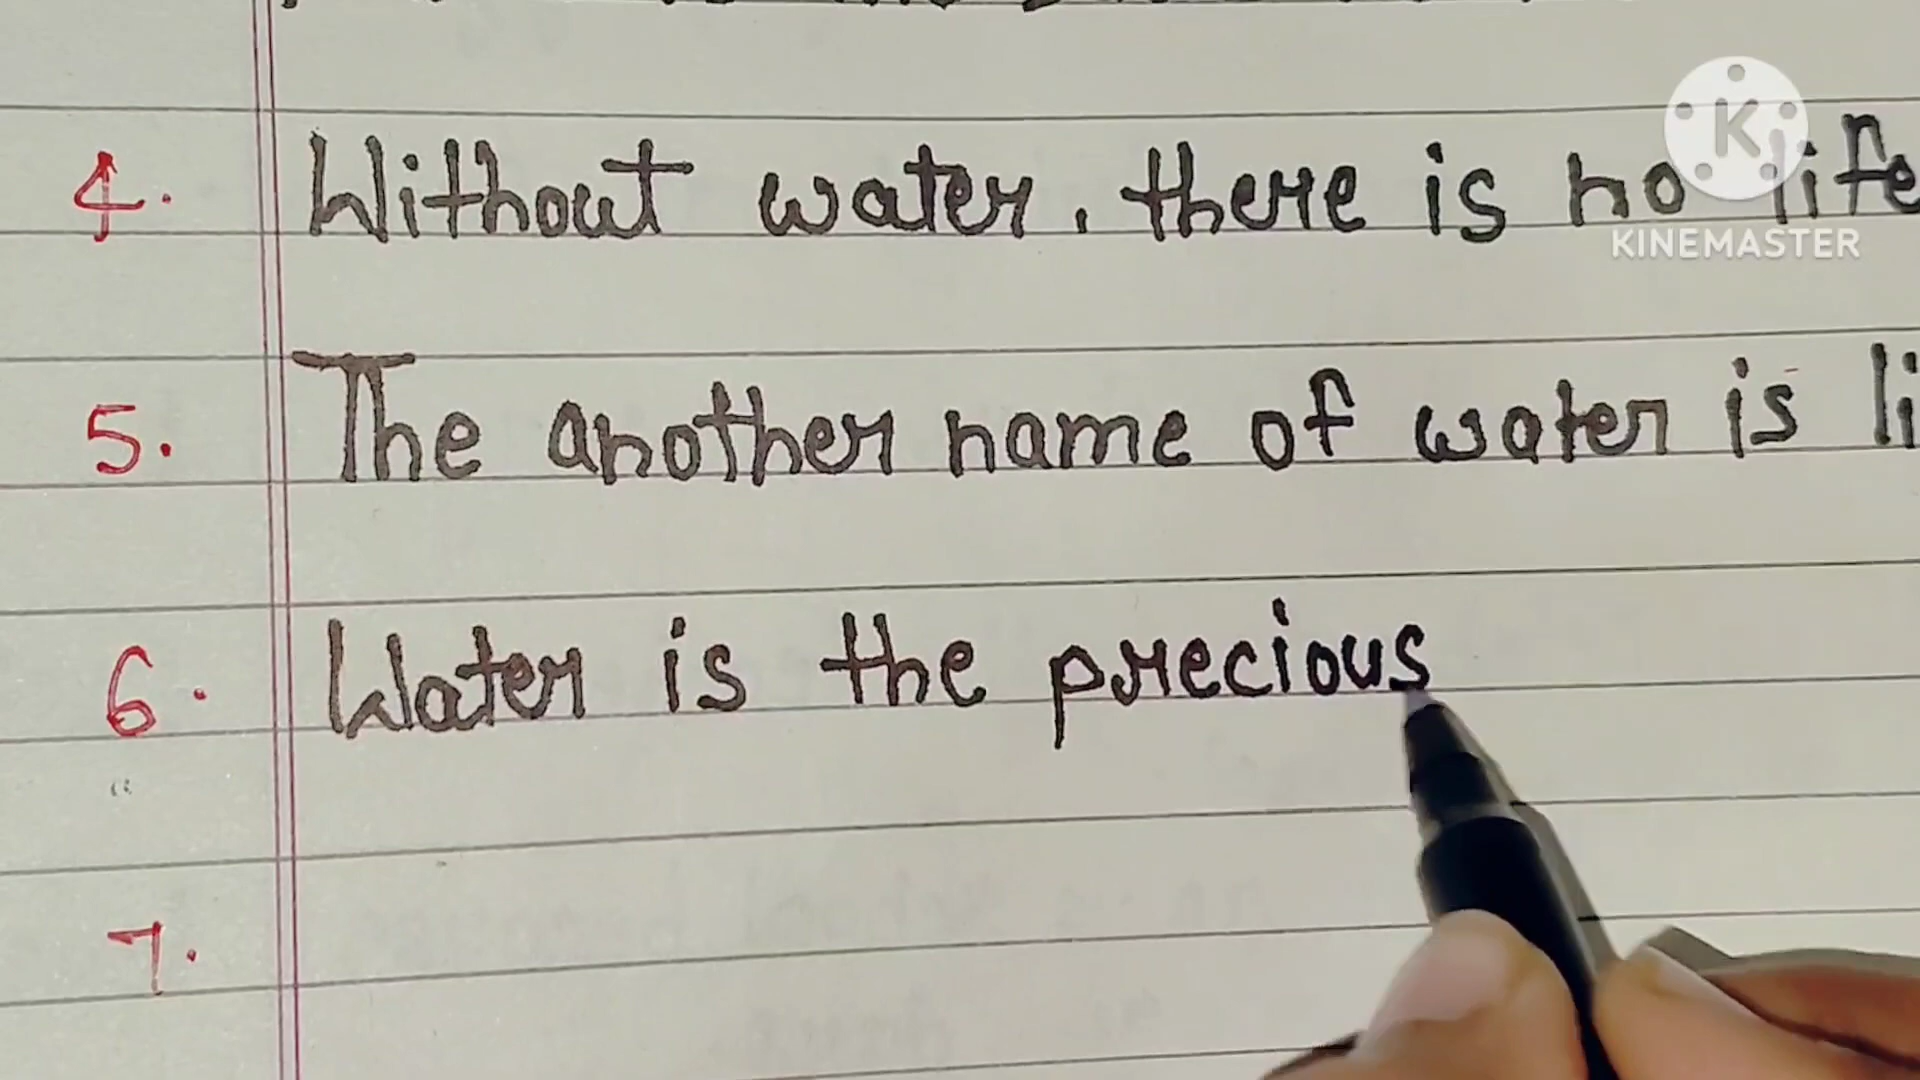 4. Without water, there is no life
5. The another name of water is li
6. Water is the precious
7.
KINEMASTER